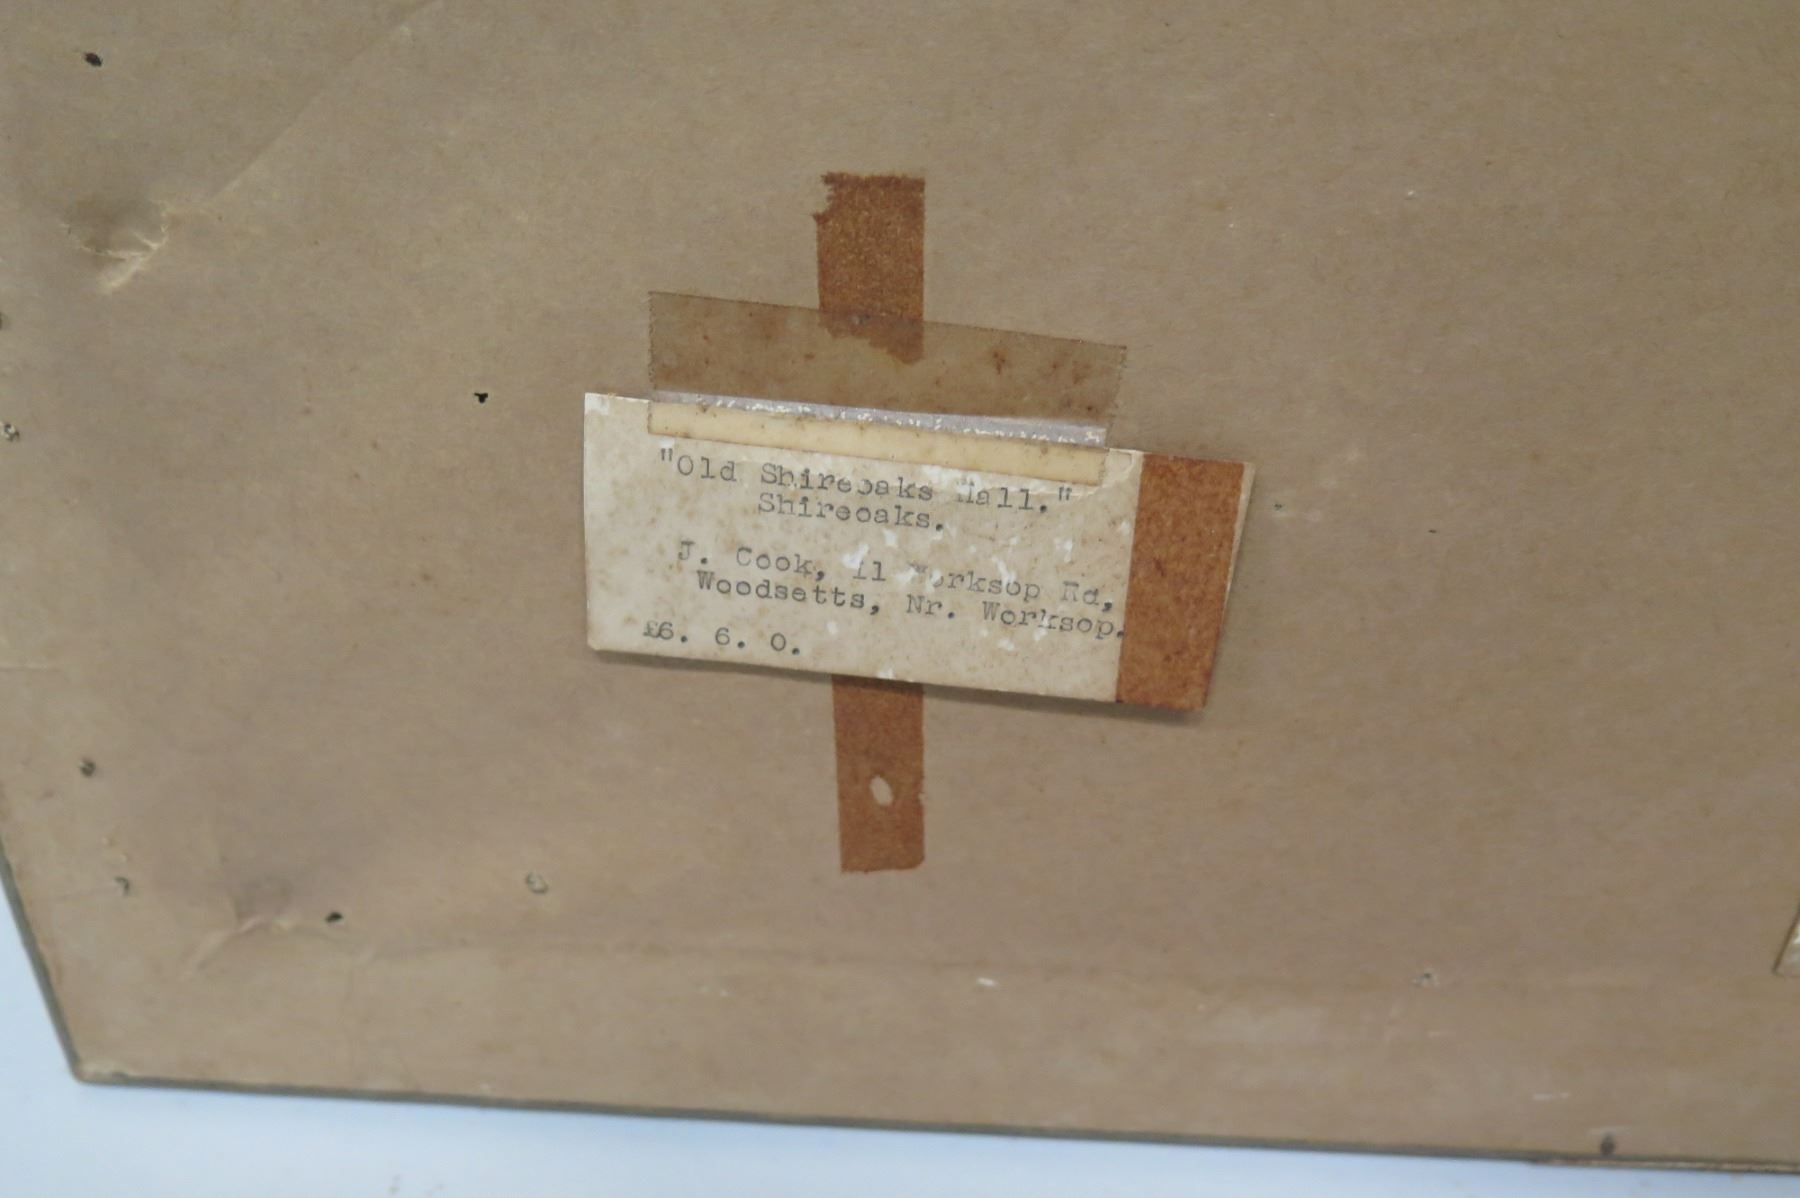 "Old Shireoaks Hall."
Shireoaks.
J. Cook, 11 Worksop Rd,
Woodsetts, Nr. Worksop.
£6. 6. 0.